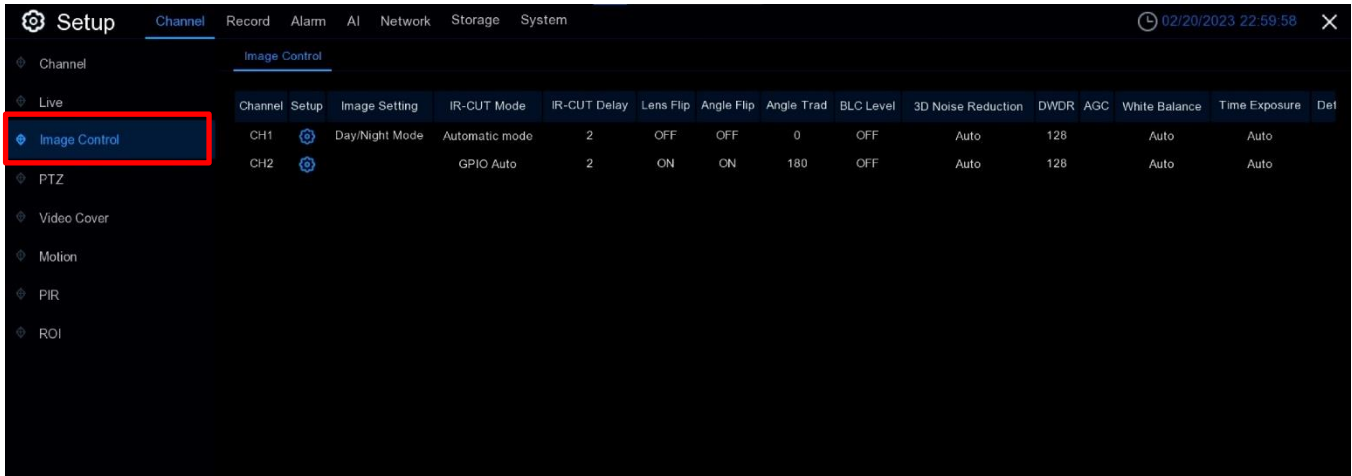 Setup Channel Record Alarm AI Network Storage System 02/20/2023 22:59:58
Channel
Live
Image Control
PTZ
Video Cover
Motion
PIR
ROI
Image Control
Channel Setup Image Setting IR-CUT Mode IR-CUT Delay Lens Flip Angle Flip Angle Trad BLC Level 3D Noise Reduction DWDR AGC White Balance Time Exposure Def
CH1 Day/Night Mode Automatic mode 2 OFF OFF 0 OFF Auto 128 Auto Auto
CH2 GPIO Auto 2 ON ON 180 OFF Auto 128 Auto Auto